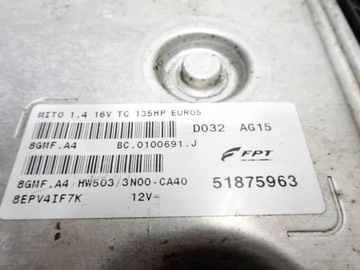 MITO 1.4 16V TC 135HP EURO5
D032 AG15
8GMF.A4 BC.0100691.J
FPT
8GMF.A4/HW503/3N00-CA40 51875963
8EPV4IF7K 12V=